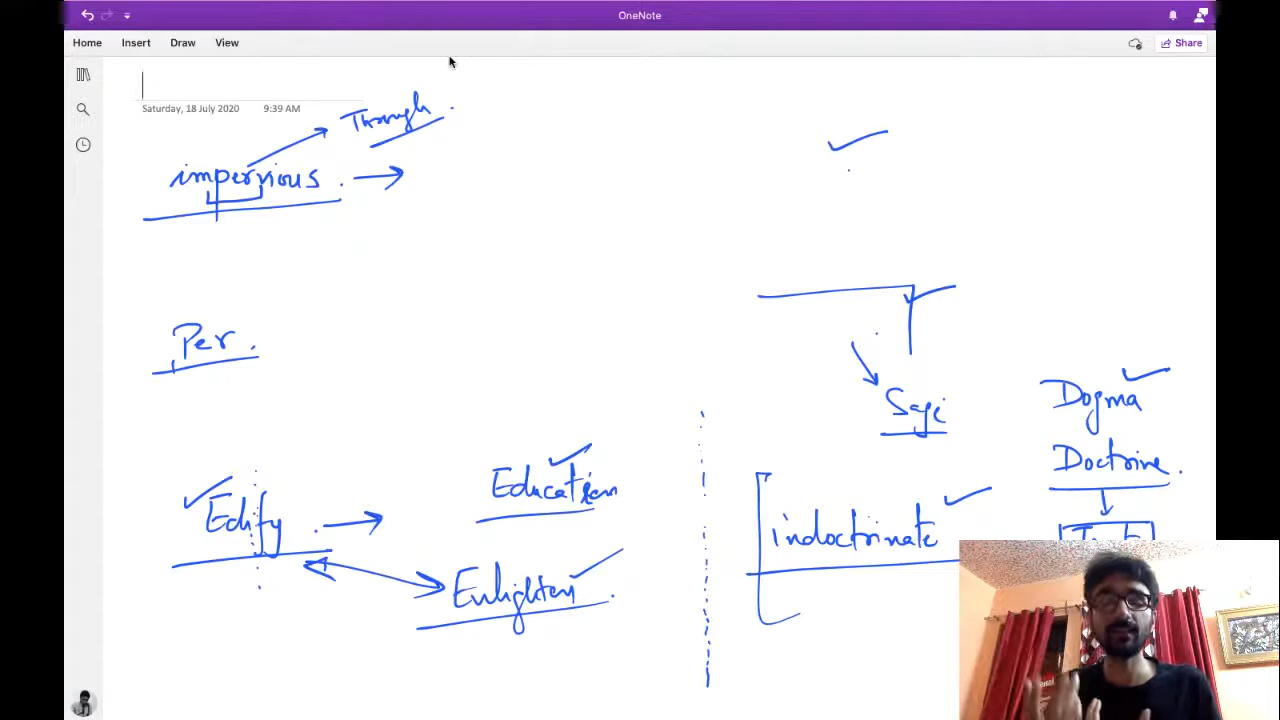 OneNote
Home Insert Draw View Share
Saturday, 18 July 2020 9:39 AM
Through.
impervious. →
Per.
Sagi
Dogma
Doctrine.
Edify. →
Education
Enlighten.
indoctrinate